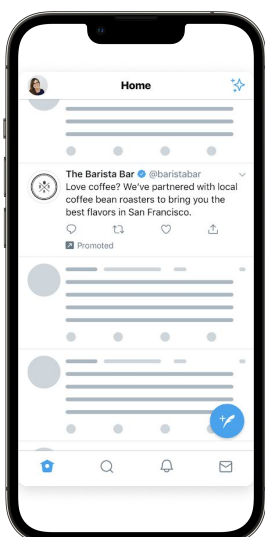 Home
The Barista Bar @baristabar
Love coffee? We've partnered with local
coffee bean roasters to bring you the
best flavors in San Francisco.
Promoted